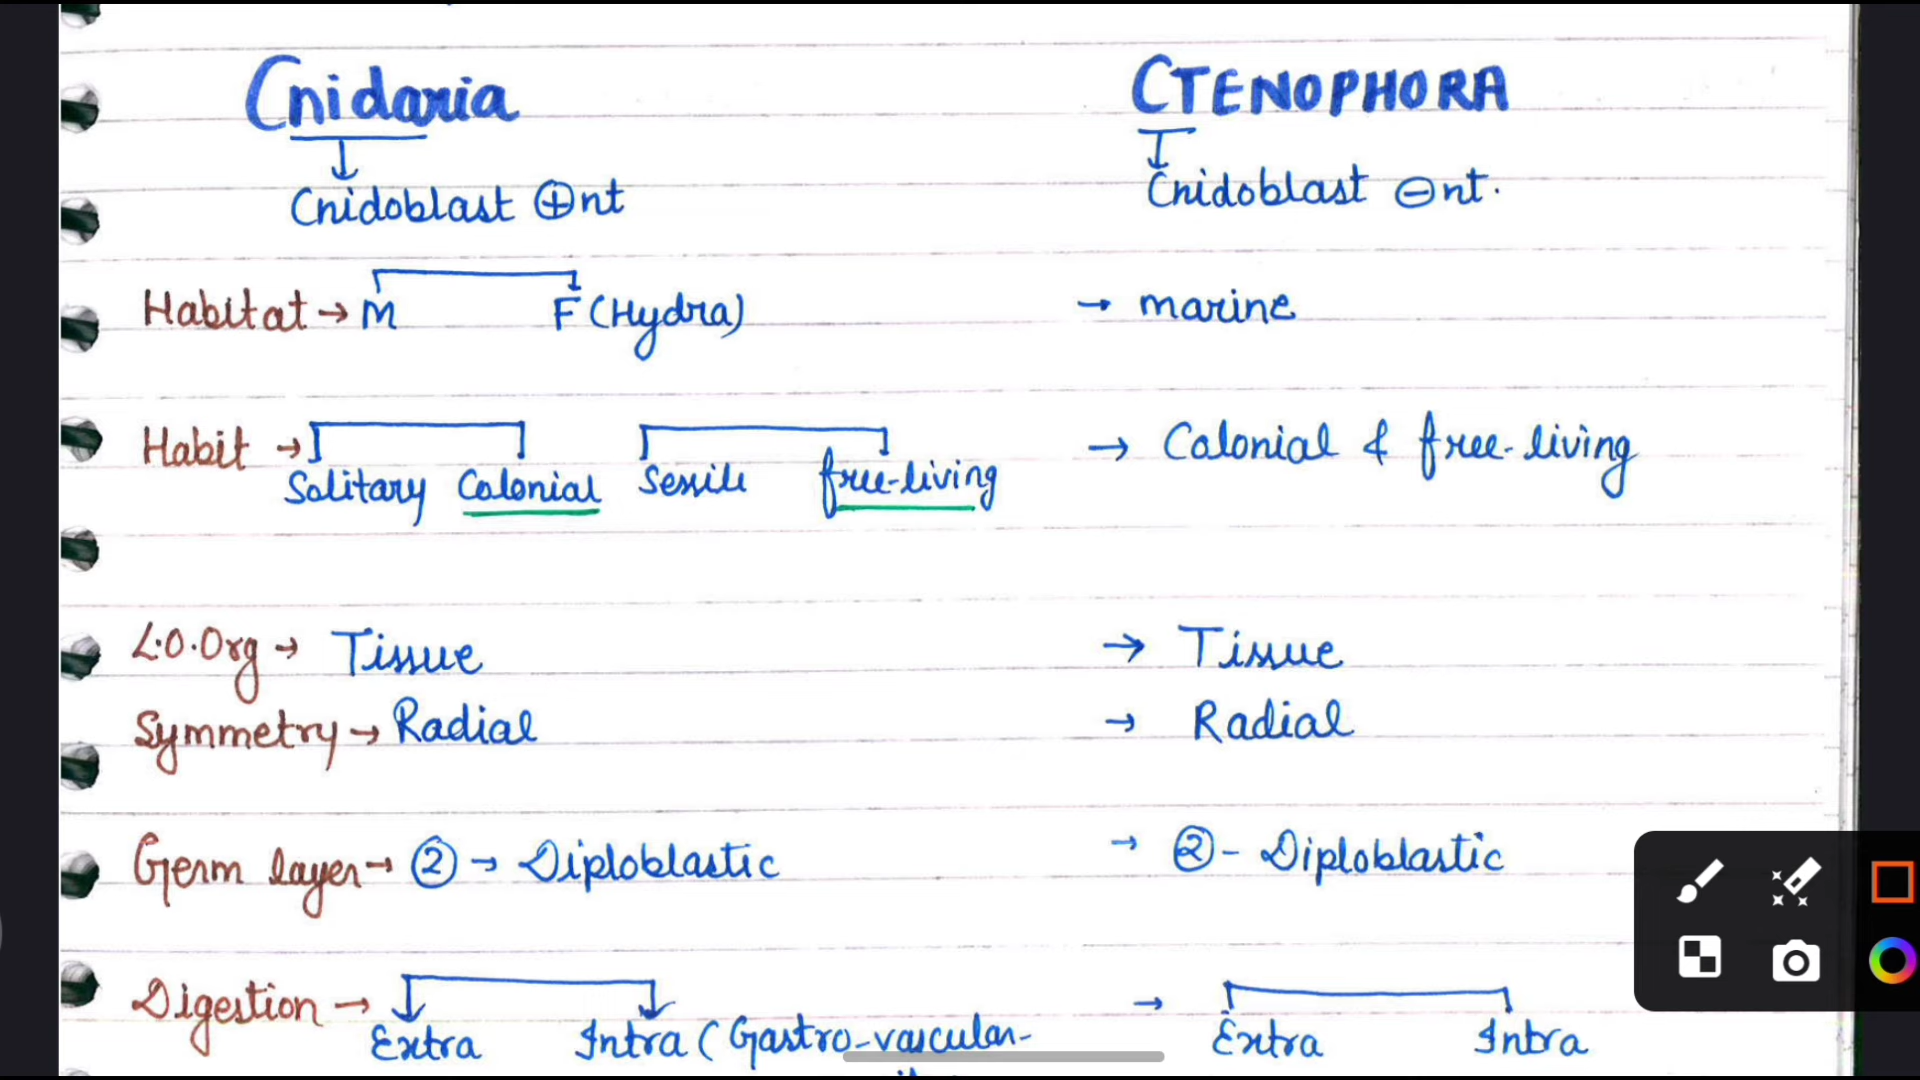 Cnidaria CTENOPHORA
Cnidoblast ⊕nt Cnidoblast ⊖nt.
Habitat → M F (Hydra) → marine
Habit → Solitary Colonial Sessile free-living → Colonial & free-living
L.O.Org → Tissue → Tissue
Symmetry → Radial → Radial
Germ layer → ② → Diploblastic → ② - Diploblastic
Digestion → Extra Intra (Gastro-vascular- → Extra Intra